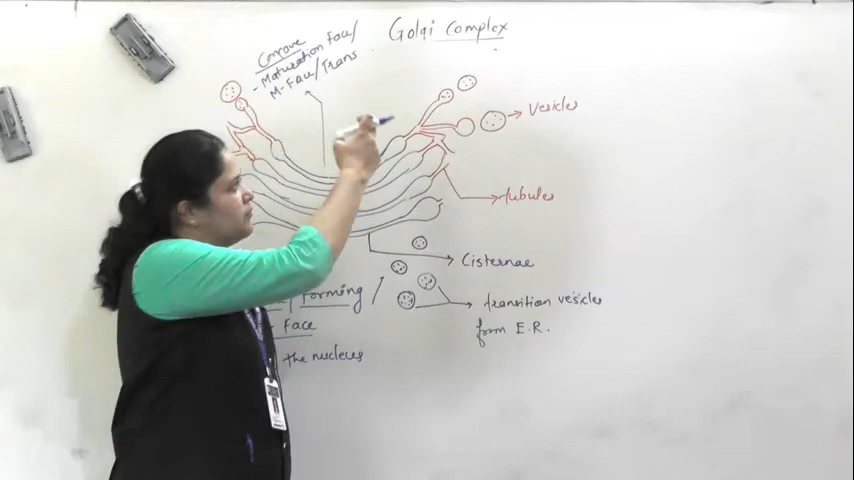 Golgi Complex
Concave
- Maturation Face/
M-Face/Trans
Vesicles
tubules
Cisternae
transition vesicles
from E.R.
/ Forming
Face
the nucleus